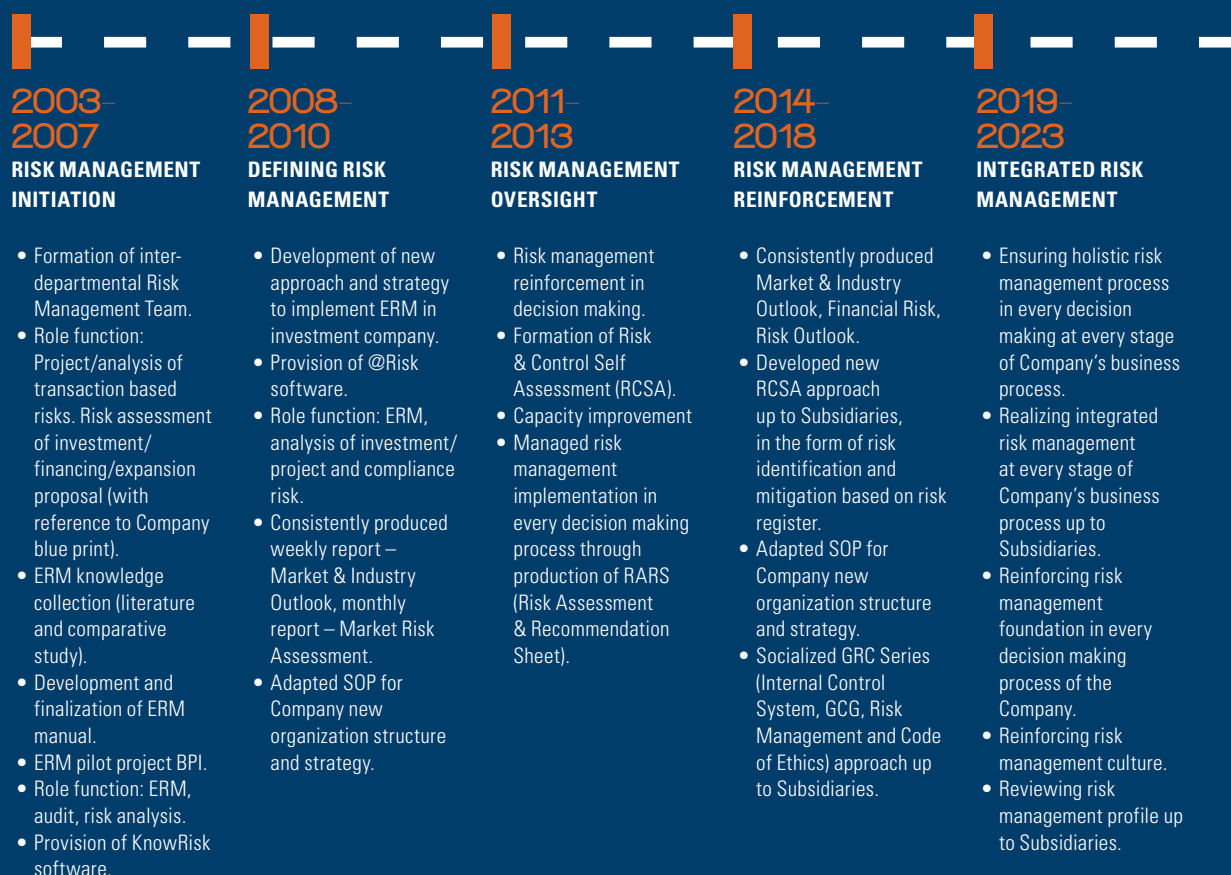 2003–
2007
RISK MANAGEMENT
INITIATION
• Formation of inter-
departmental Risk
Management Team.
• Role function:
Project/analysis of
transaction based
risks. Risk assessment
of investment/
financing/expansion
proposal (with
reference to Company
blue print).
• ERM knowledge
collection (literature
and comparative
study).
• Development and
finalization of ERM
manual.
• ERM pilot project BPI.
• Role function: ERM,
audit, risk analysis.
• Provision of KnowRisk
software.
2008–
2010
DEFINING RISK
MANAGEMENT
• Development of new
approach and strategy
to implement ERM in
investment company.
• Provision of @Risk
software.
• Role function: ERM,
analysis of investment/
project and compliance
risk.
• Consistently produced
weekly report –
Market & Industry
Outlook, monthly
report – Market Risk
Assessment.
• Adapted SOP for
Company new
organization structure
and strategy.
2011–
2013
RISK MANAGEMENT
OVERSIGHT
• Risk management
reinforcement in
decision making.
• Formation of Risk
& Control Self
Assessment (RCSA).
• Capacity improvement
• Managed risk
management
implementation in
every decision making
process through
production of RARS
(Risk Assessment
& Recommendation
Sheet).
2014–
2018
RISK MANAGEMENT
REINFORCEMENT
• Consistently produced
Market & Industry
Outlook, Financial Risk,
Risk Outlook.
• Developed new
RCSA approach
up to Subsidiaries,
in the form of risk
identification and
mitigation based on risk
register.
• Adapted SOP for
Company new
organization structure
and strategy.
• Socialized GRC Series
(Internal Control
System, GCG, Risk
Management and Code
of Ethics) approach up
to Subsidiaries.
2019–
2023
INTEGRATED RISK
MANAGEMENT
• Ensuring holistic risk
management process
in every decision
making at every stage
of Company's business
process.
• Realizing integrated
risk management
at every stage of
Company's business
process up to
Subsidiaries.
• Reinforcing risk
management
foundation in every
decision making
process of the
Company.
• Reinforcing risk
management culture.
• Reviewing risk
management profile up
to Subsidiaries.